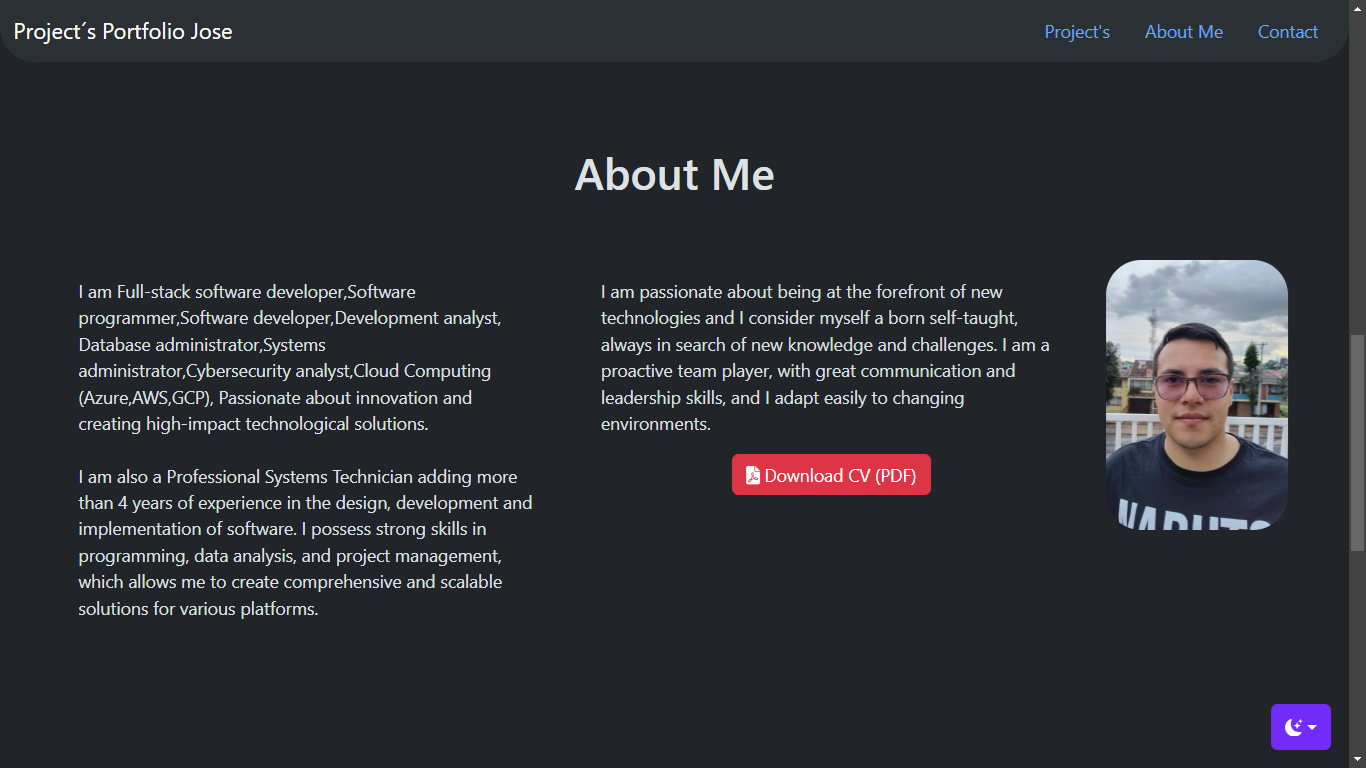 Project´s Portfolio Jose
Project's
About Me
Contact
About Me
I am Full-stack software developer,Software
programmer,Software developer,Development analyst,
Database administrator,Systems
administrator,Cybersecurity analyst,Cloud Computing
(Azure,AWS,GCP), Passionate about innovation and
creating high-impact technological solutions.
I am also a Professional Systems Technician adding more
than 4 years of experience in the design, development and
implementation of software. I possess strong skills in
programming, data analysis, and project management,
which allows me to create comprehensive and scalable
solutions for various platforms.
I am passionate about being at the forefront of new
technologies and I consider myself a born self-taught,
always in search of new knowledge and challenges. I am a
proactive team player, with great communication and
leadership skills, and I adapt easily to changing
environments.
Download CV (PDF)
NARUTO